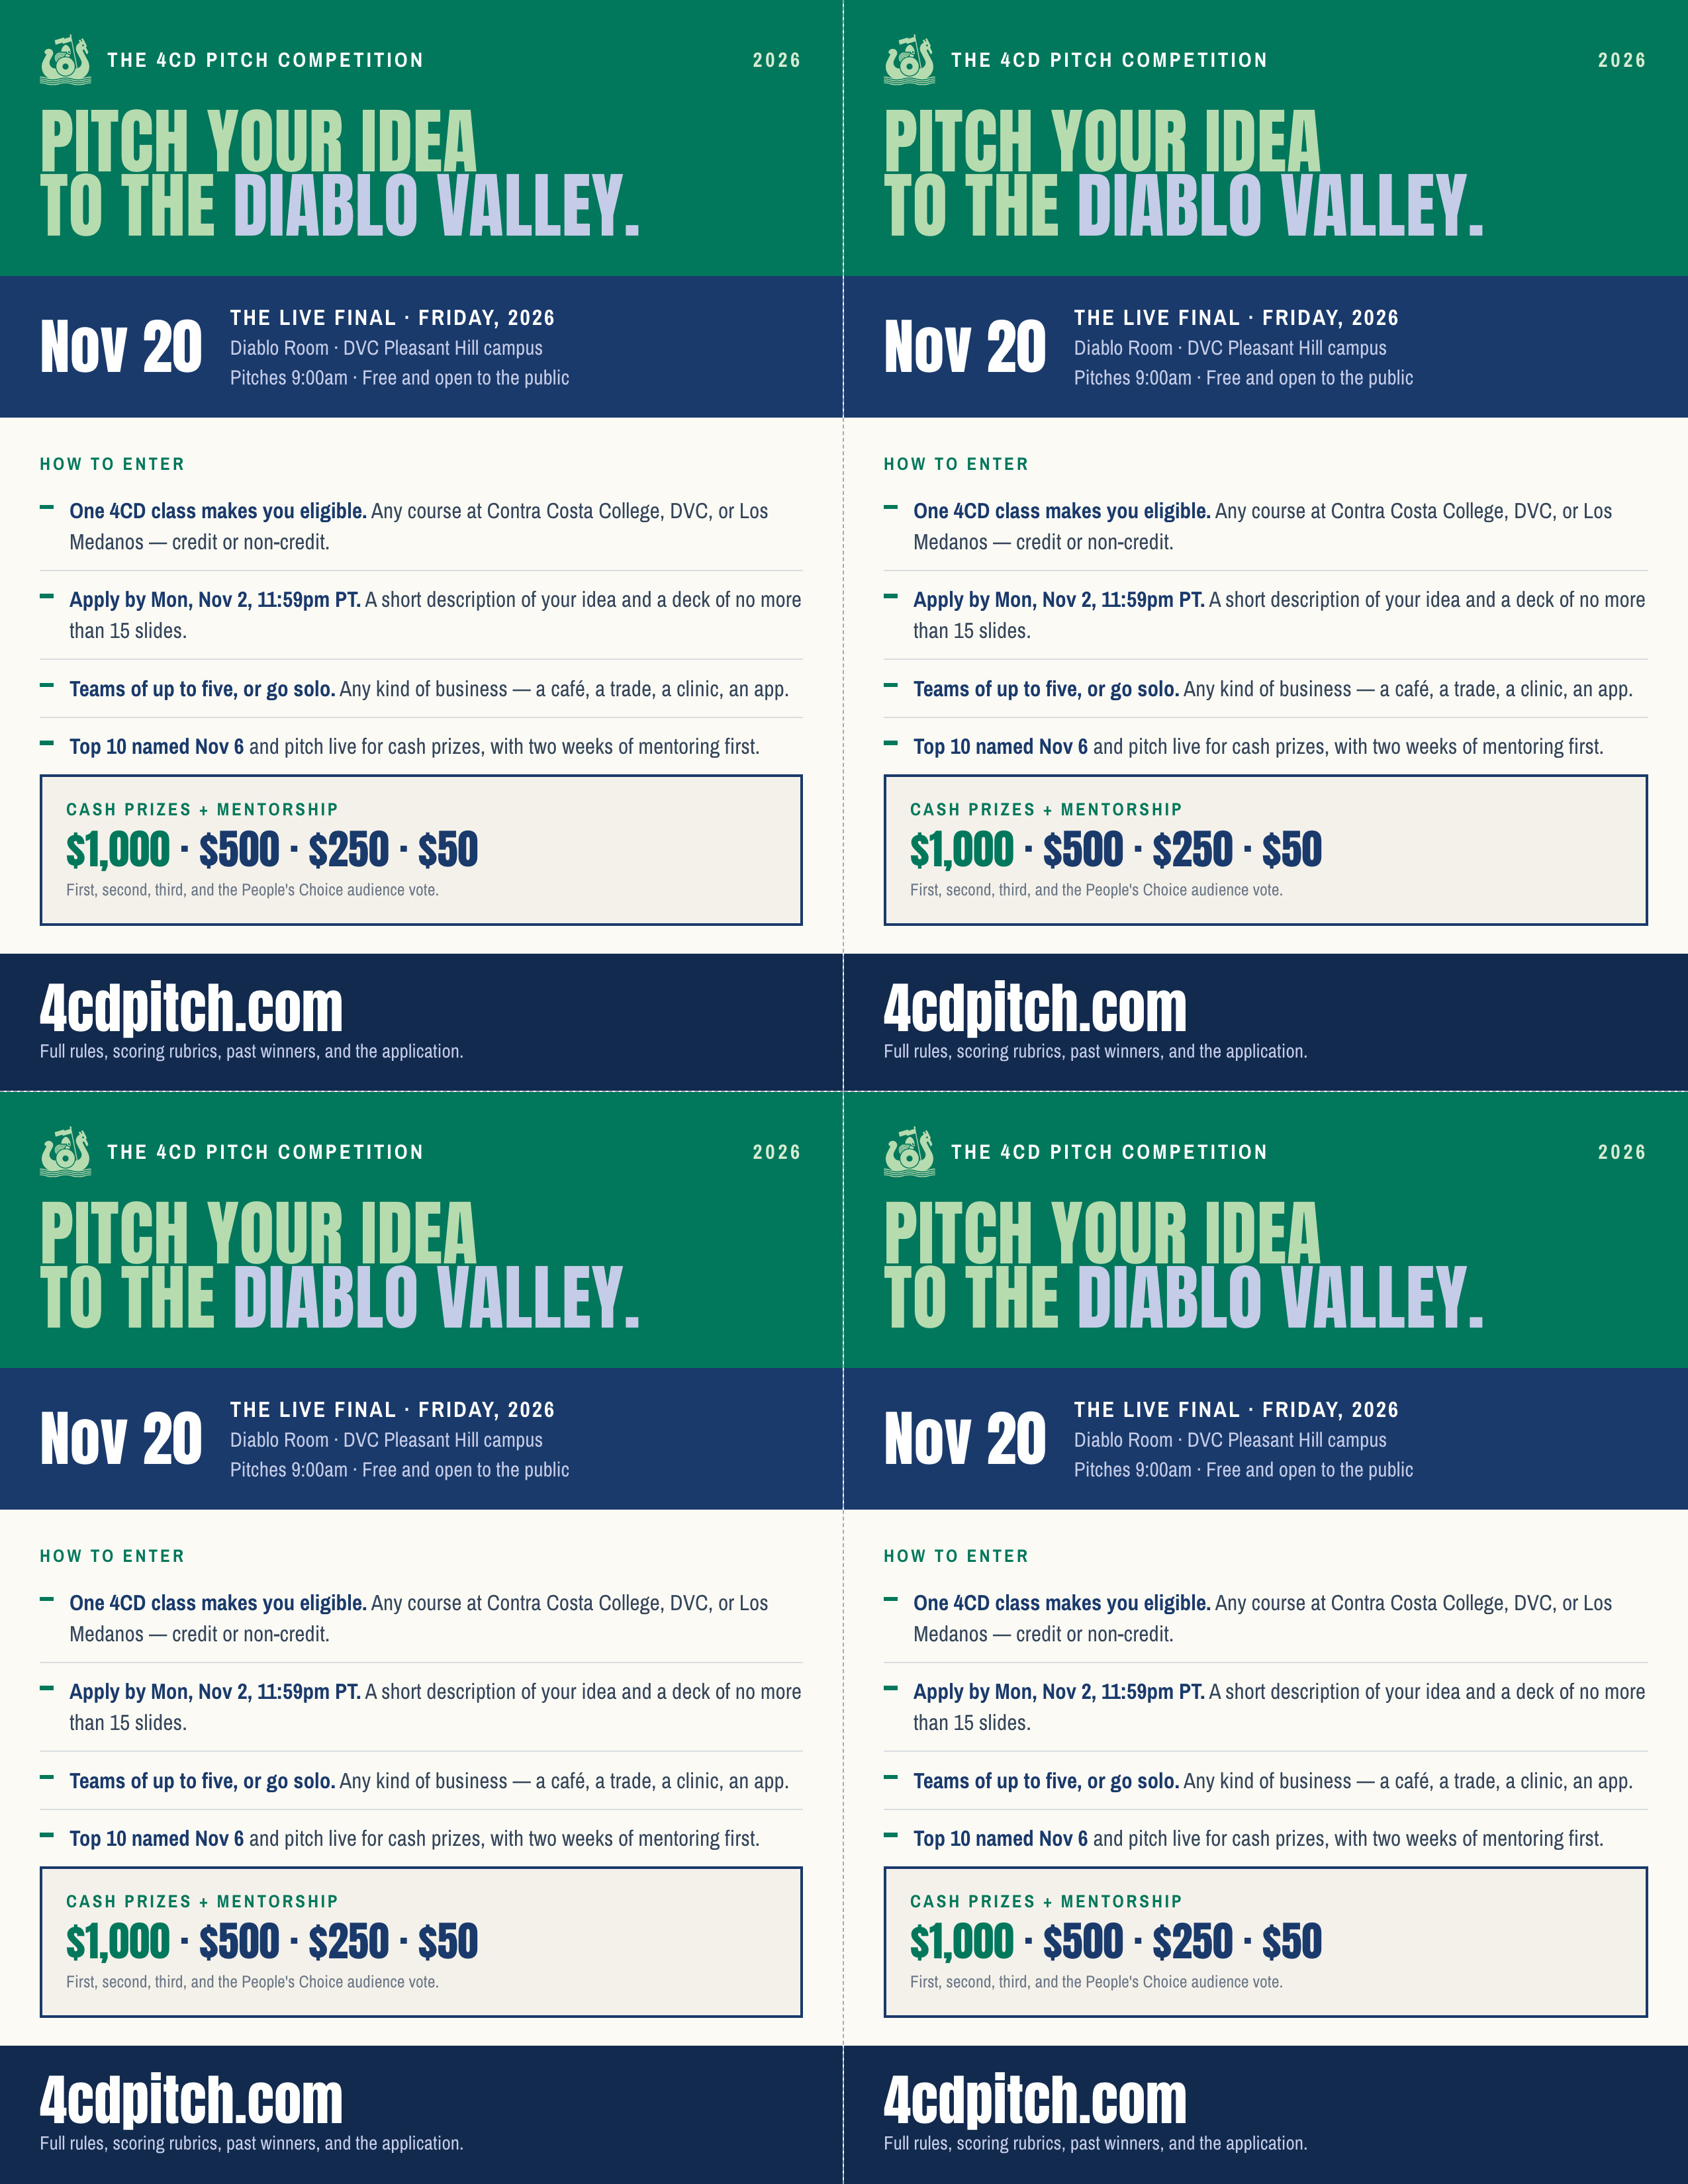 THE 4CD PITCH COMPETITION
2026
PITCH YOUR IDEA
TO THE DIABLO VALLEY.
Nov 20
THE LIVE FINAL · FRIDAY, 2026
Diablo Room · DVC Pleasant Hill campus
Pitches 9:00am · Free and open to the public
HOW TO ENTER
One 4CD class makes you eligible. Any course at Contra Costa College, DVC, or Los
Medanos — credit or non-credit.
Apply by Mon, Nov 2, 11:59pm PT. A short description of your idea and a deck of no more
than 15 slides.
Teams of up to five, or go solo. Any kind of business — a café, a trade, a clinic, an app.
Top 10 named Nov 6 and pitch live for cash prizes, with two weeks of mentoring first.
CASH PRIZES + MENTORSHIP
$1,000 · $500 · $250 · $50
First, second, third, and the People's Choice audience vote.
4cdpitch.com
Full rules, scoring rubrics, past winners, and the application.
THE 4CD PITCH COMPETITION
2026
PITCH YOUR IDEA
TO THE DIABLO VALLEY.
Nov 20
THE LIVE FINAL · FRIDAY, 2026
Diablo Room · DVC Pleasant Hill campus
Pitches 9:00am · Free and open to the public
HOW TO ENTER
One 4CD class makes you eligible. Any course at Contra Costa College, DVC, or Los
Medanos — credit or non-credit.
Apply by Mon, Nov 2, 11:59pm PT. A short description of your idea and a deck of no more
than 15 slides.
Teams of up to five, or go solo. Any kind of business — a café, a trade, a clinic, an app.
Top 10 named Nov 6 and pitch live for cash prizes, with two weeks of mentoring first.
CASH PRIZES + MENTORSHIP
$1,000 · $500 · $250 · $50
First, second, third, and the People's Choice audience vote.
4cdpitch.com
Full rules, scoring rubrics, past winners, and the application.
THE 4CD PITCH COMPETITION
2026
PITCH YOUR IDEA
TO THE DIABLO VALLEY.
Nov 20
THE LIVE FINAL · FRIDAY, 2026
Diablo Room · DVC Pleasant Hill campus
Pitches 9:00am · Free and open to the public
HOW TO ENTER
One 4CD class makes you eligible. Any course at Contra Costa College, DVC, or Los
Medanos — credit or non-credit.
Apply by Mon, Nov 2, 11:59pm PT. A short description of your idea and a deck of no more
than 15 slides.
Teams of up to five, or go solo. Any kind of business — a café, a trade, a clinic, an app.
Top 10 named Nov 6 and pitch live for cash prizes, with two weeks of mentoring first.
CASH PRIZES + MENTORSHIP
$1,000 · $500 · $250 · $50
First, second, third, and the People's Choice audience vote.
4cdpitch.com
Full rules, scoring rubrics, past winners, and the application.
THE 4CD PITCH COMPETITION
2026
PITCH YOUR IDEA
TO THE DIABLO VALLEY.
Nov 20
THE LIVE FINAL · FRIDAY, 2026
Diablo Room · DVC Pleasant Hill campus
Pitches 9:00am · Free and open to the public
HOW TO ENTER
One 4CD class makes you eligible. Any course at Contra Costa College, DVC, or Los
Medanos — credit or non-credit.
Apply by Mon, Nov 2, 11:59pm PT. A short description of your idea and a deck of no more
than 15 slides.
Teams of up to five, or go solo. Any kind of business — a café, a trade, a clinic, an app.
Top 10 named Nov 6 and pitch live for cash prizes, with two weeks of mentoring first.
CASH PRIZES + MENTORSHIP
$1,000 · $500 · $250 · $50
First, second, third, and the People's Choice audience vote.
4cdpitch.com
Full rules, scoring rubrics, past winners, and the application.